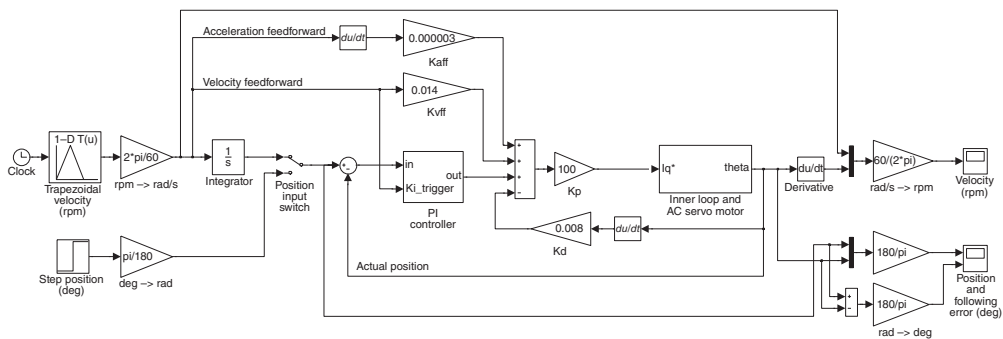 Acceleration feedforward
du/dt
0.000003
Kaff
Velocity feedforward
0.014
Kvff
1–D T(u)
2*pi/60
1
s
Clock
Trapezoidal
velocity
(rpm)
rpm –> rad/s
Integrator
Position
input
switch
+
–
in
out
Ki_trigger
PI
controller
+
+
+
–
100
Kp
Iq*
theta
Inner loop and
AC servo motor
du/dt
Derivative
60/(2*pi)
rad/s –> rpm
Velocity
(rpm)
0.008
Kd
du/dt
Step position
(deg)
pi/180
deg –> rad
Actual position
180/pi
+
–
180/pi
rad –> deg
Position
and
following
error (deg)